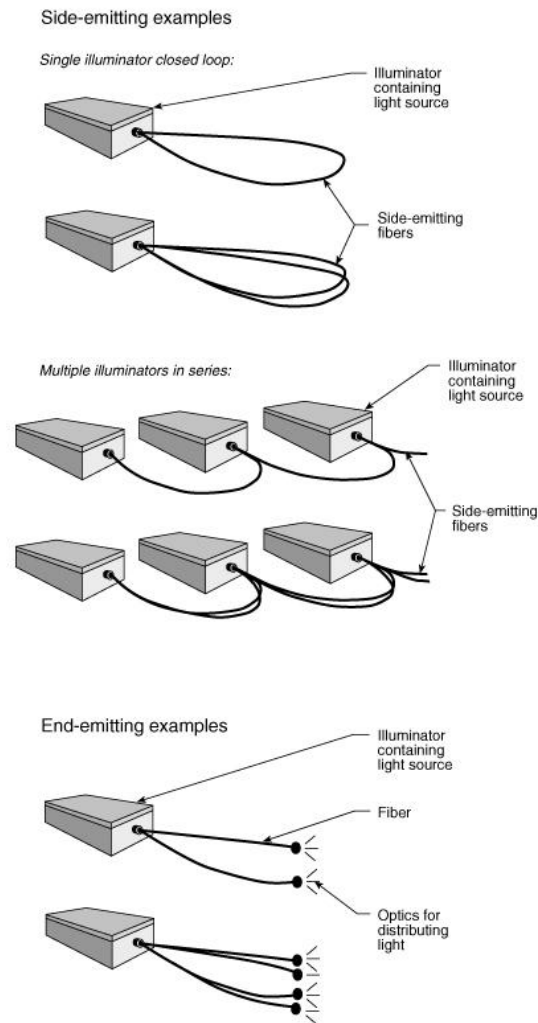 Side-emitting examples
Single illuminator closed loop:
Illuminator
containing
light source
Side-emitting
fibers
Multiple illuminators in series:
Illuminator
containing
light source
Side-emitting
fibers
End-emitting examples
Illuminator
containing
light source
Fiber
Optics for
distributing
light